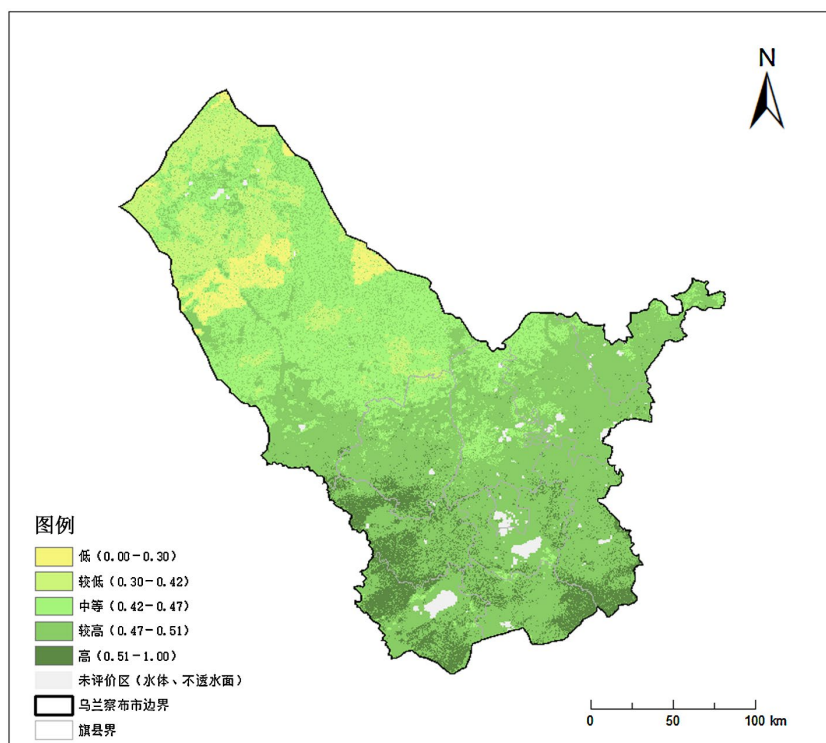 N
图例
低（0.00-0.30）
较低（0.30-0.42）
中等（0.42-0.47）
较高（0.47-0.51）
高（0.51-1.00）
未评价区（水体、不透水面）
乌兰察布市边界
旗县界
0 50 100 km